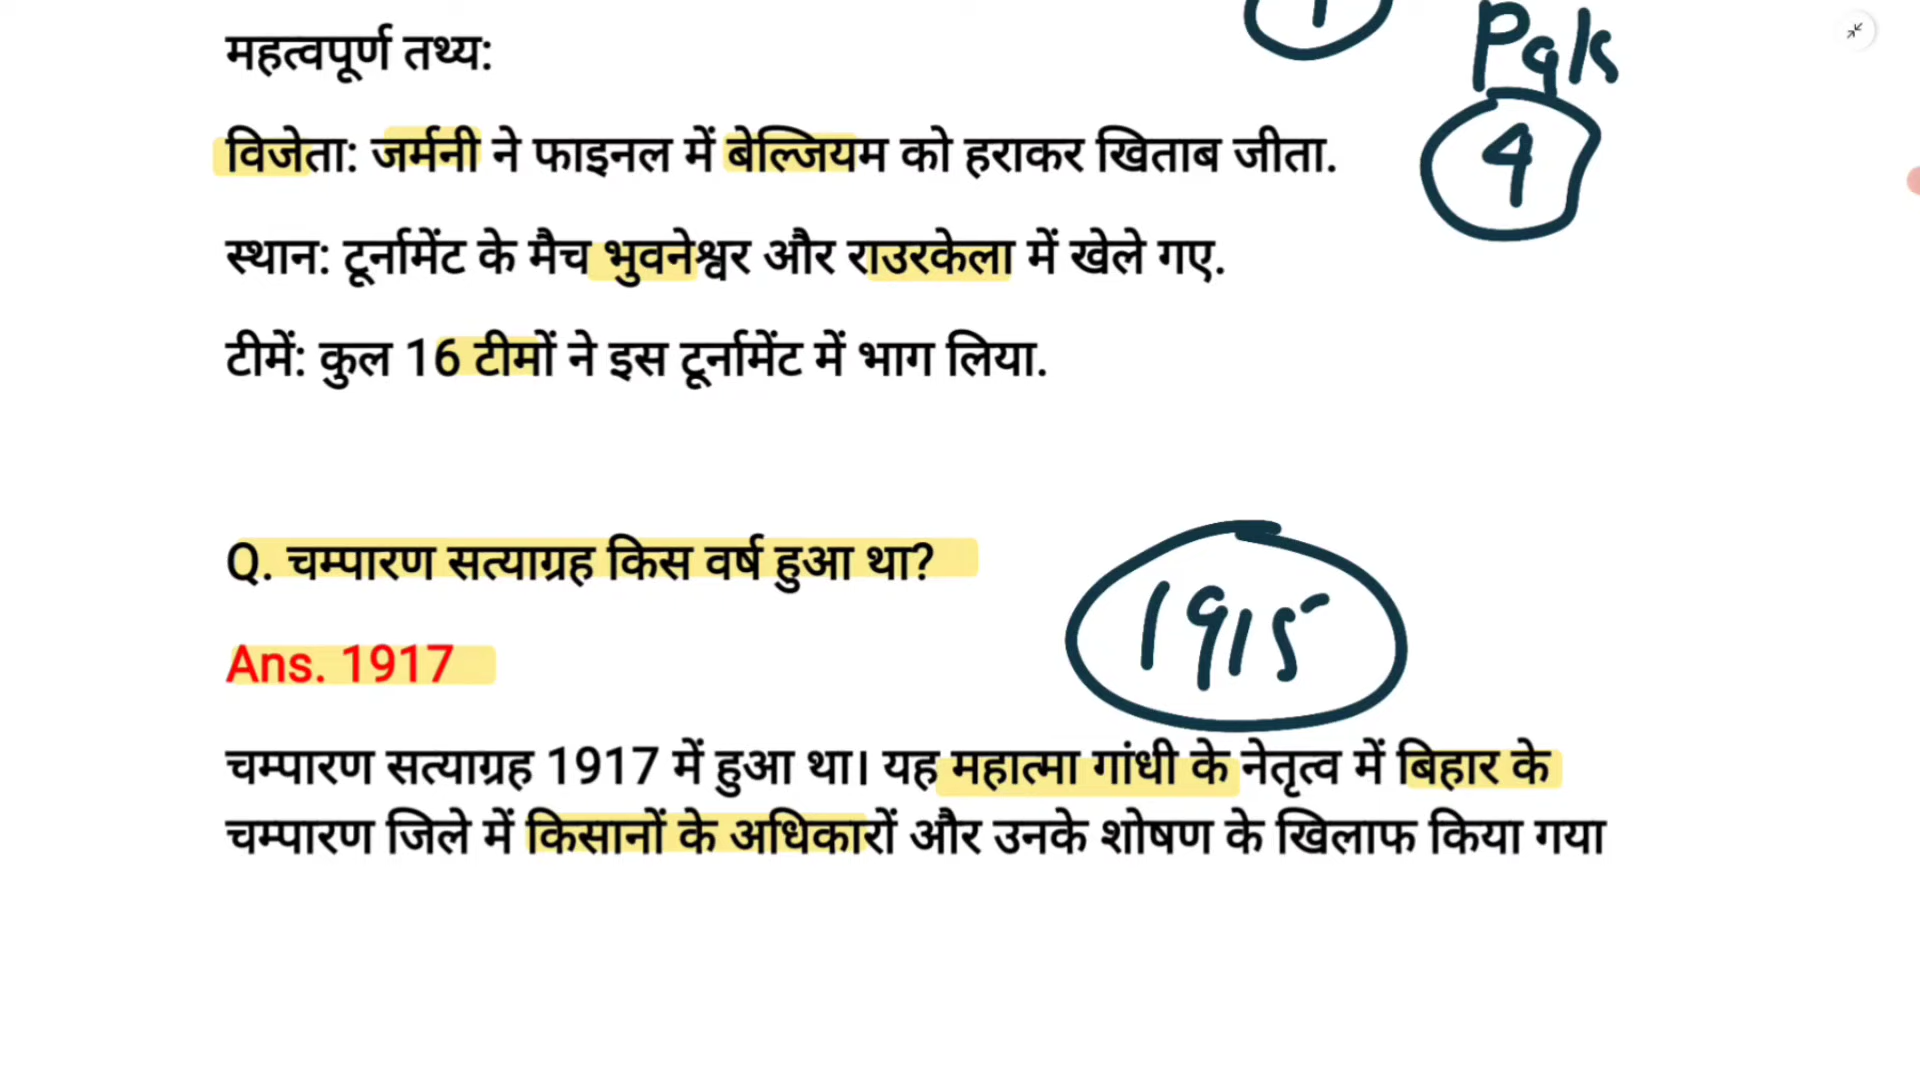 Pak
4
महत्वपूर्ण तथ्य:
विजेता: जर्मनी ने फाइनल में बेल्जियम को हराकर खिताब जीता.
स्थान: टूर्नामेंट के मैच भुवनेश्वर और राउरकेला में खेले गए.
टीमें: कुल 16 टीमों ने इस टूर्नामेंट में भाग लिया.
Q. चम्पारण सत्याग्रह किस वर्ष हुआ था?
1915
Ans. 1917
चम्पारण सत्याग्रह 1917 में हुआ था। यह महात्मा गांधी के नेतृत्व में बिहार के
चम्पारण जिले में किसानों के अधिकारों और उनके शोषण के खिलाफ किया गया